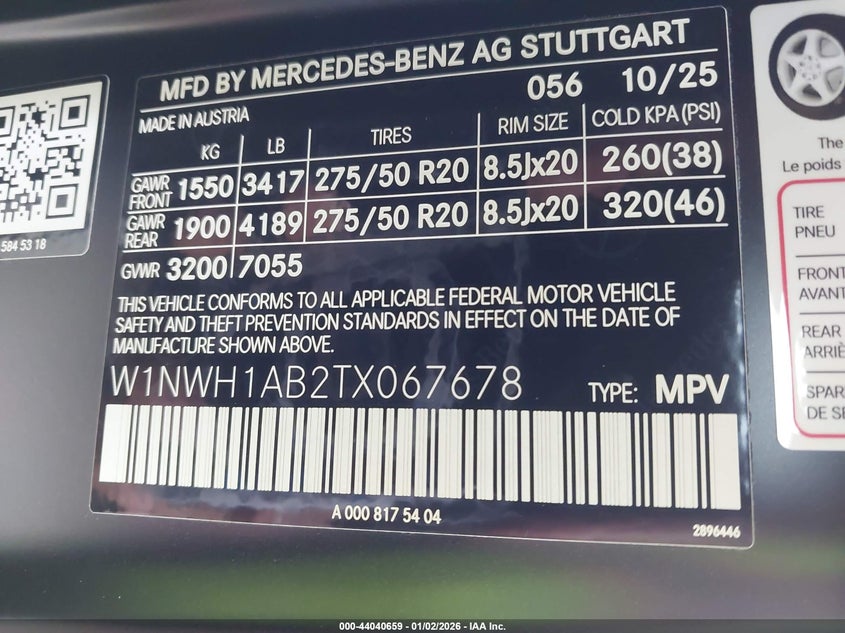 MFD BY MERCEDES-BENZ AG STUTTGART
056 10/25
MADE IN AUSTRIA
KG LB TIRES RIM SIZE COLD KPA (PSI)
GAWR FRONT 1550 3417 275/50 R20 8.5Jx20 260(38)
GAWR REAR 1900 4189 275/50 R20 8.5Jx20 320(46)
GVWR 3200 7055
THIS VEHICLE CONFORMS TO ALL APPLICABLE FEDERAL MOTOR VEHICLE
SAFETY AND THEFT PREVENTION STANDARDS IN EFFECT ON THE DATE OF
MANUFACTURE SHOWN ABOVE.
W1NWH1AB2TX067678 TYPE: MPV
A 000 817 54 04
2896446
584 53 18
The
Le poids
TIRE
PNEU
FRONT
AVANT
REAR
ARRIÈ
SPAR
DE SE
000-44040659 - 01/02/2026 - IAA Inc.